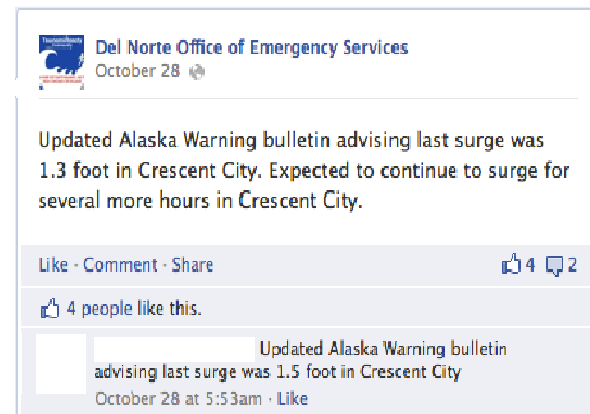 TsunamiReady
Del Norte Office of Emergency Services
October 28
Updated Alaska Warning bulletin advising last surge was
1.3 foot in Crescent City. Expected to continue to surge for
several more hours in Crescent City.
Like · Comment · Share
4 2
4 people like this.
Updated Alaska Warning bulletin
advising last surge was 1.5 foot in Crescent City
October 28 at 5:53am · Like